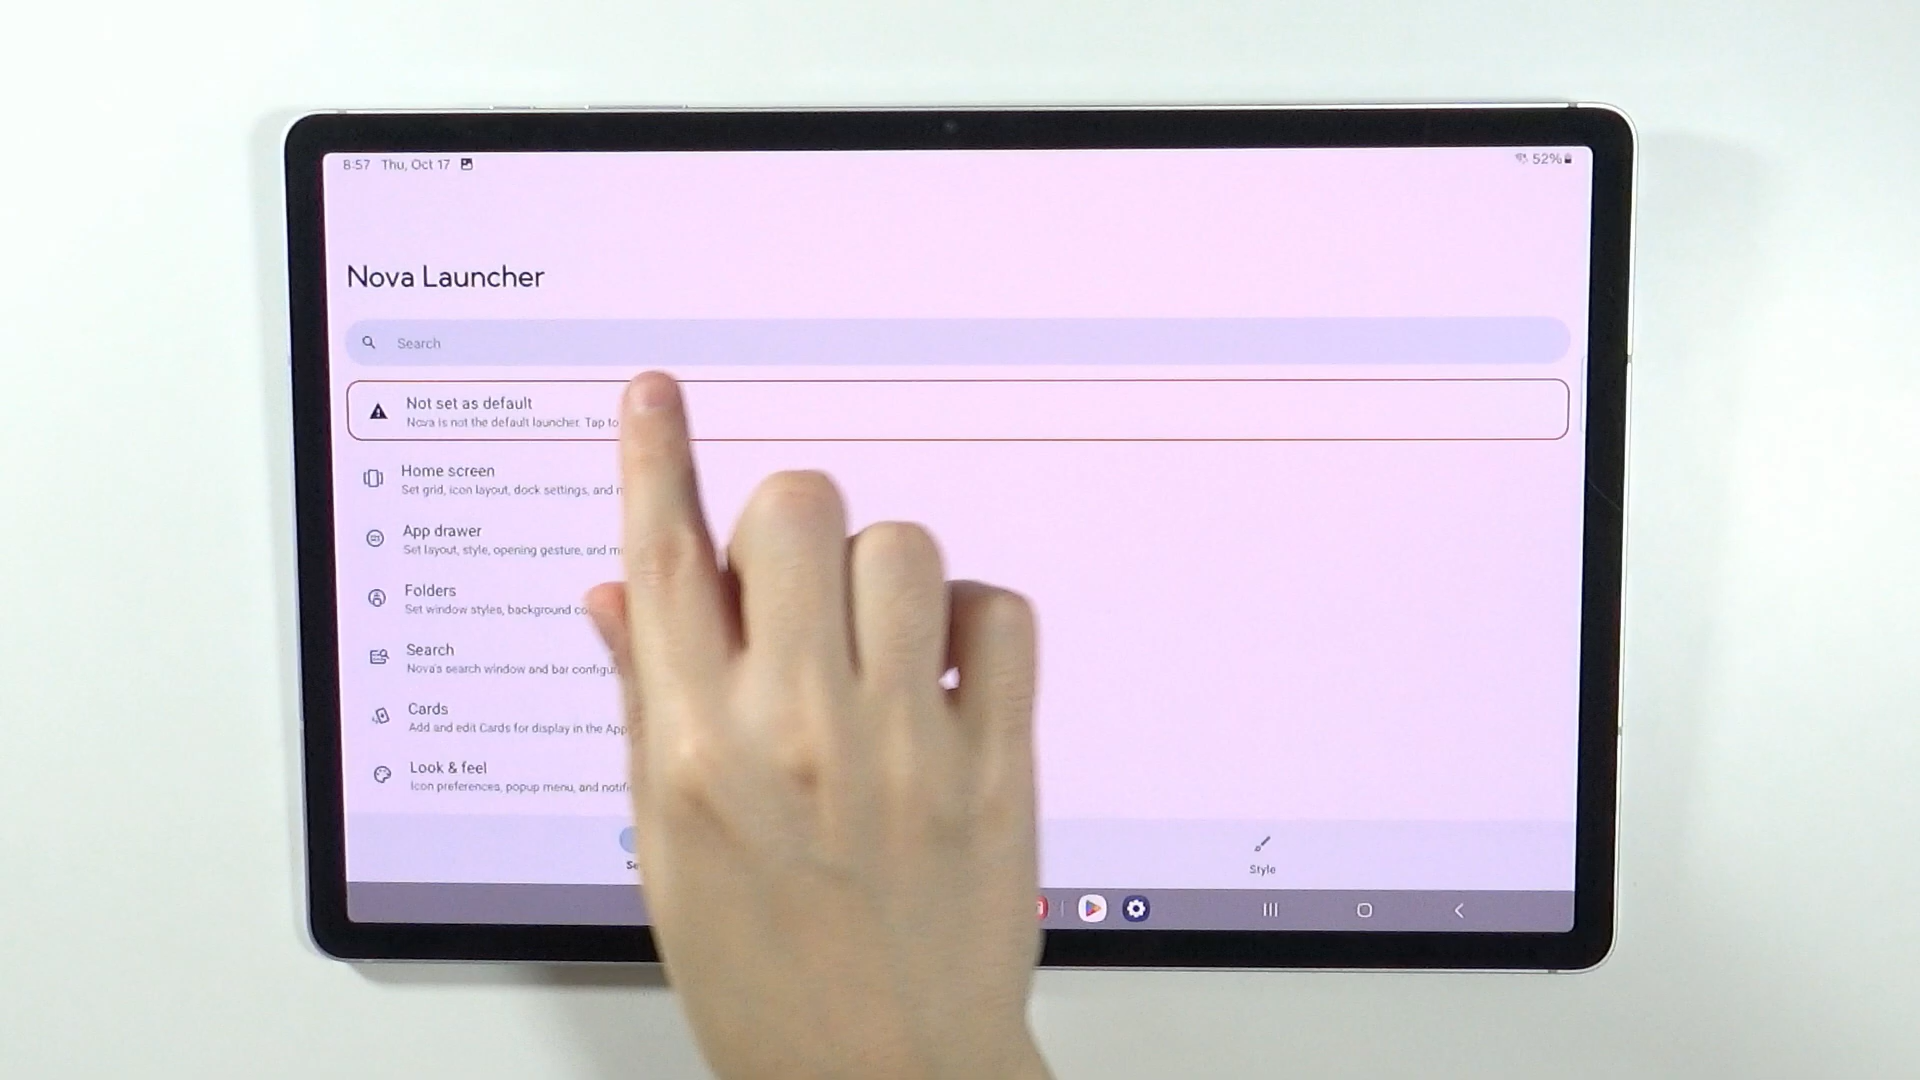 8:57 Thu, Oct 17
52%
Nova Launcher
Search
Not set as default
Nova is not the default launcher. Tap to
Home screen
Set grid, icon layout, dock settings, and
App drawer
Set layout, style, opening gesture, and
Folders
Set window styles, background
Search
Nova's search window and bar
Cards
Add and edit Cards for display in the App
Look & feel
Icon preferences, popup menu, and
Style